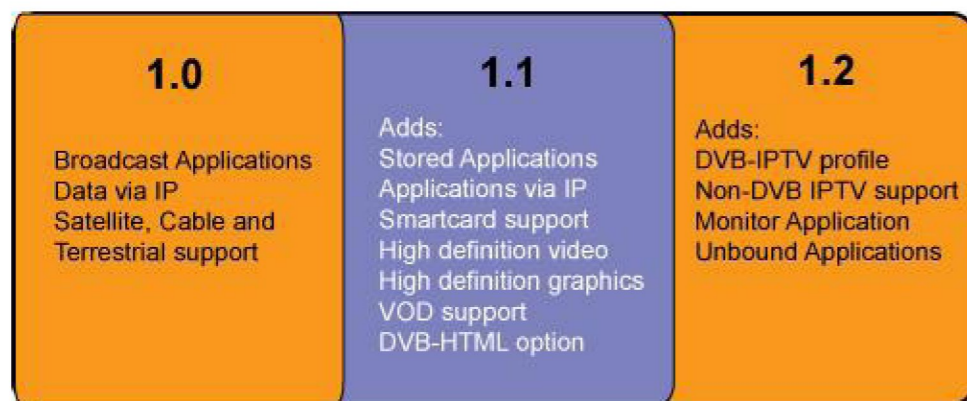 1.0
Broadcast Applications
Data via IP
Satellite, Cable and
Terrestrial support
1.1
Adds:
Stored Applications
Applications via IP
Smartcard support
High definition video
High definition graphics
VOD support
DVB-HTML option
1.2
Adds:
DVB-IPTV profile
Non-DVB IPTV support
Monitor Application
Unbound Applications